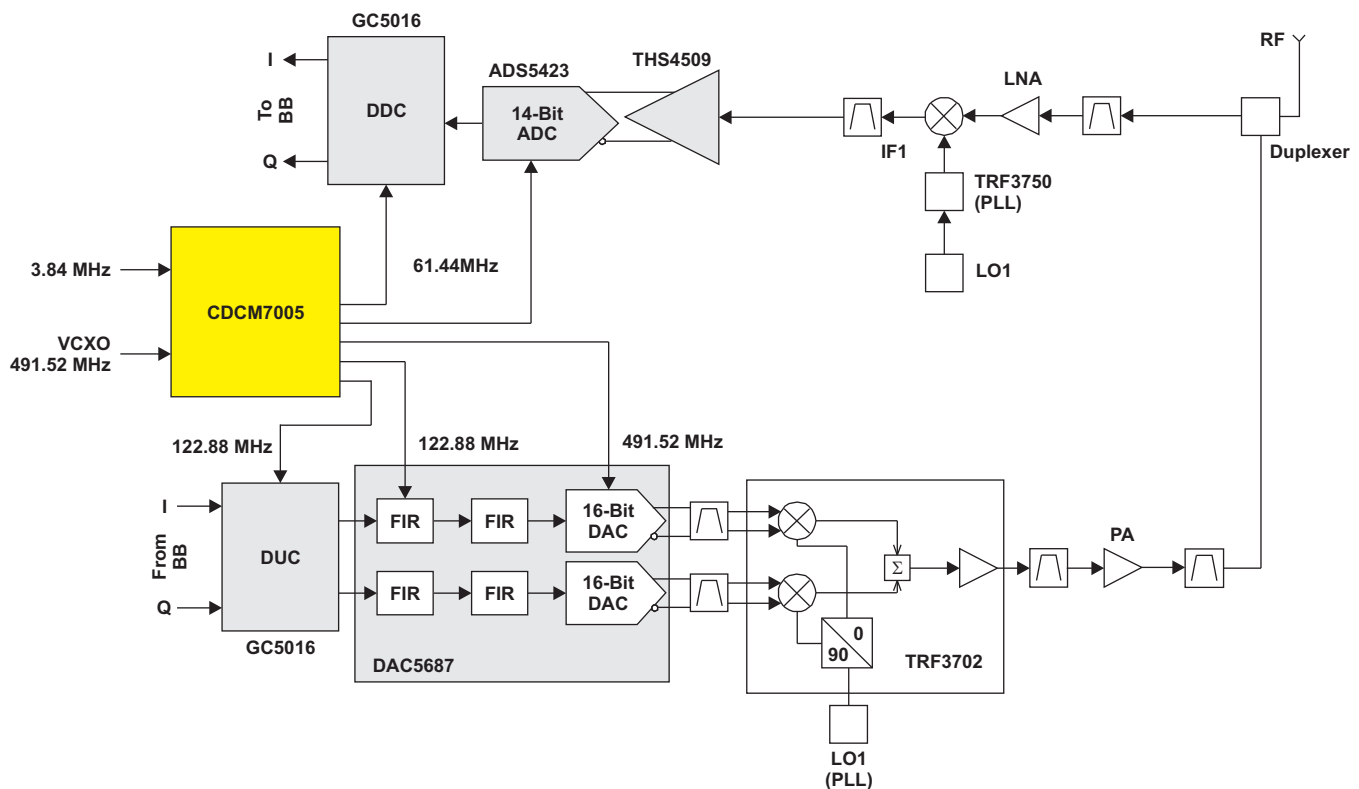 GC5016
I
To
BB
Q
DDC
ADS5423
14-Bit
ADC
THS4509
IF1
LNA
TRF3750
(PLL)
LO1
RF
Duplexer
3.84 MHz
VCXO
491.52 MHz
CDCM7005
61.44MHz
122.88 MHz
122.88 MHz
491.52 MHz
I
From
BB
Q
DUC
GC5016
FIR
FIR
16-Bit
DAC
FIR
FIR
16-Bit
DAC
DAC5687
Σ
0
90
TRF3702
LO1
(PLL)
PA